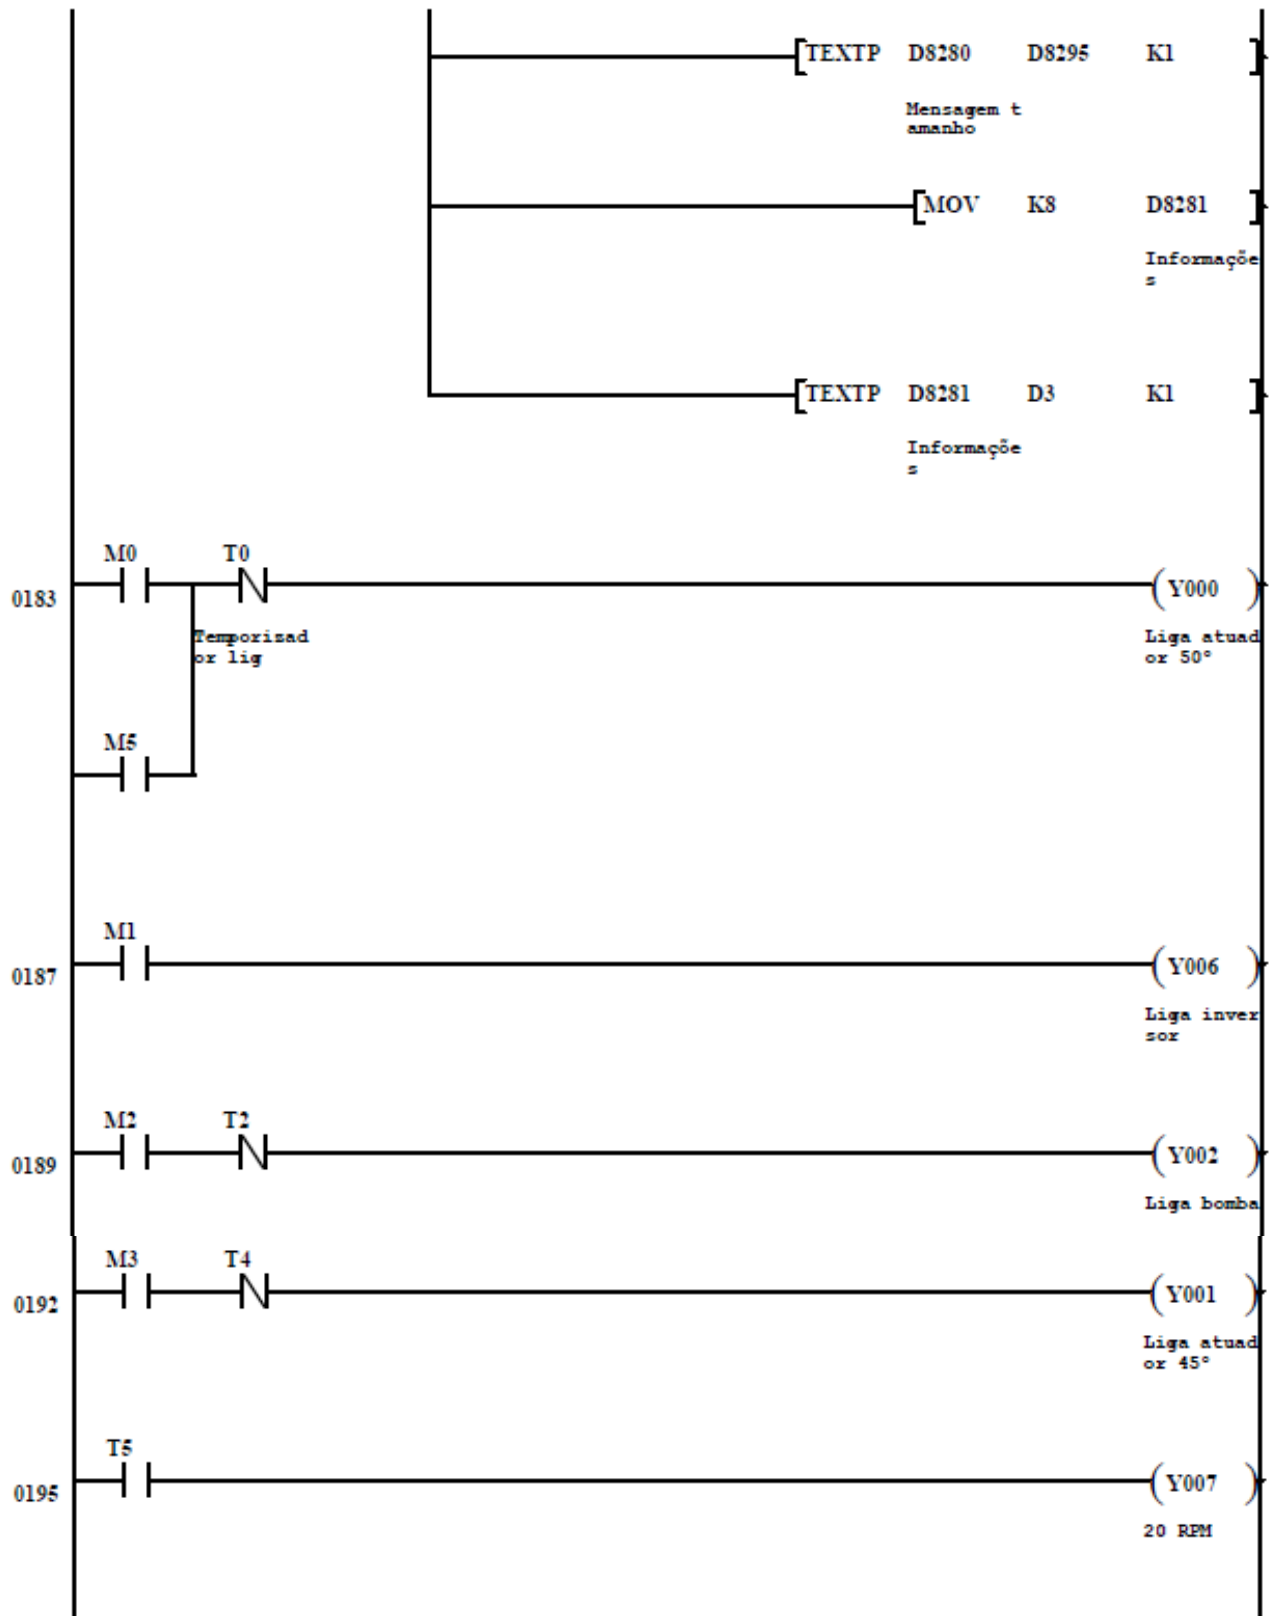 TEXTP D8280 D8295 K1
Mensagem t
amanho
MOV K8 D8281
Informaçõe
s
TEXTP D8281 D3 K1
Informaçõe
s
M0 T0
0183 Y000
Temporizad
or lig
Liga atuad
or 50°
M5
M1
0187 Y006
Liga inver
sor
M2 T2
0189 Y002
Liga bomba
M3 T4
0192 Y001
Liga atuad
or 45°
T5
0195 Y007
20 RPM